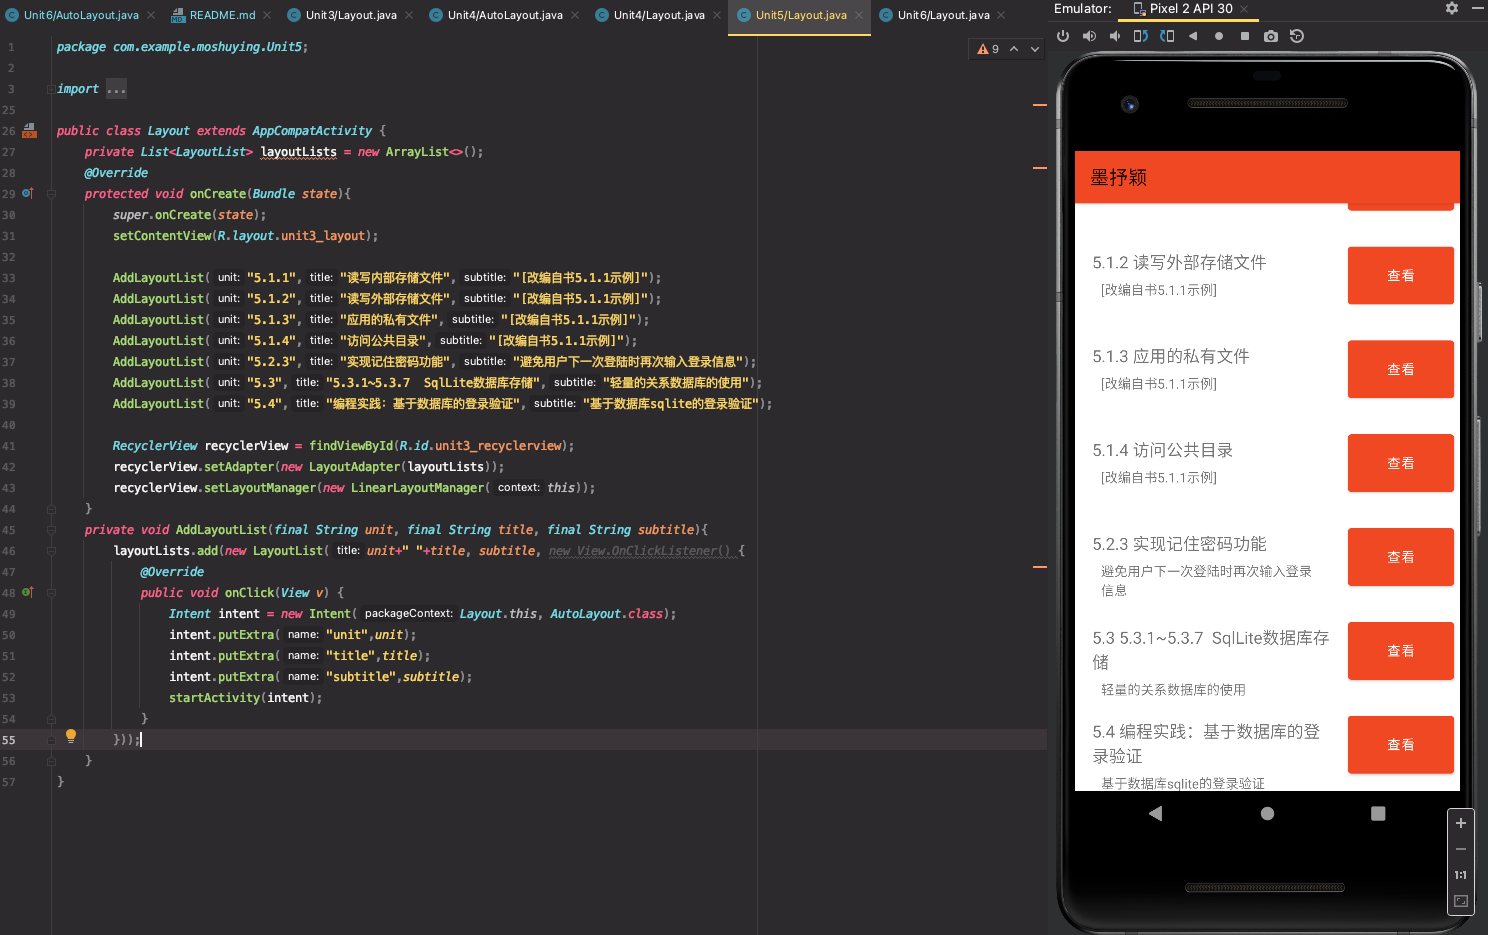 Unit6/AutoLayout.java README.md Unit3/Layout.java Unit4/AutoLayout.java Unit4/Layout.java Unit5/Layout.java Unit6/Layout.java
Emulator: Pixel 2 API 30
9
1 package com.example.moshuying.Unit5;
2
3 import ...
25
26 public class Layout extends AppCompatActivity {
27 private List<LayoutList> layoutLists = new ArrayList<>();
28 @Override
29 protected void onCreate(Bundle state){
30 super.onCreate(state);
31 setContentView(R.layout.unit3_layout);
32
33 AddLayoutList( unit: "5.1.1", title: "读写内部存储文件", subtitle: "[改编自书5.1.1示例]");
34 AddLayoutList( unit: "5.1.2", title: "读写外部存储文件", subtitle: "[改编自书5.1.1示例]");
35 AddLayoutList( unit: "5.1.3", title: "应用的私有文件", subtitle: "[改编自书5.1.1示例]");
36 AddLayoutList( unit: "5.1.4", title: "访问公共目录", subtitle: "[改编自书5.1.1示例]");
37 AddLayoutList( unit: "5.2.3", title: "实现记住密码功能", subtitle: "避免用户下一次登陆时再次输入登录信息");
38 AddLayoutList( unit: "5.3", title: "5.3.1~5.3.7  SqlLite数据库存储", subtitle: "轻量的关系数据库的使用");
39 AddLayoutList( unit: "5.4", title: "编程实践：基于数据库的登录验证", subtitle: "基于数据库sqlite的登录验证");
40
41 RecyclerView recyclerView = findViewById(R.id.unit3_recyclerview);
42 recyclerView.setAdapter(new LayoutAdapter(layoutLists));
43 recyclerView.setLayoutManager(new LinearLayoutManager( context: this));
44 }
45 private void AddLayoutList(final String unit, final String title, final String subtitle){
46 layoutLists.add(new LayoutList( title: unit+" "+title, subtitle, new View.OnClickListener() {
47 @Override
48 public void onClick(View v) {
49 Intent intent = new Intent( packageContext: Layout.this, AutoLayout.class);
50 intent.putExtra( name: "unit",unit);
51 intent.putExtra( name: "title",title);
52 intent.putExtra( name: "subtitle",subtitle);
53 startActivity(intent);
54 }
55 }));
56 }
57 }
墨抒颖
5.1.2 读写外部存储文件
[改编自书5.1.1示例]
查看
5.1.3 应用的私有文件
[改编自书5.1.1示例]
查看
5.1.4 访问公共目录
[改编自书5.1.1示例]
查看
5.2.3 实现记住密码功能
避免用户下一次登陆时再次输入登录
信息
查看
5.3 5.3.1~5.3.7  SqlLite数据库存
储
轻量的关系数据库的使用
查看
5.4 编程实践：基于数据库的登
录验证
基于数据库sqlite的登录验证
查看
1:1